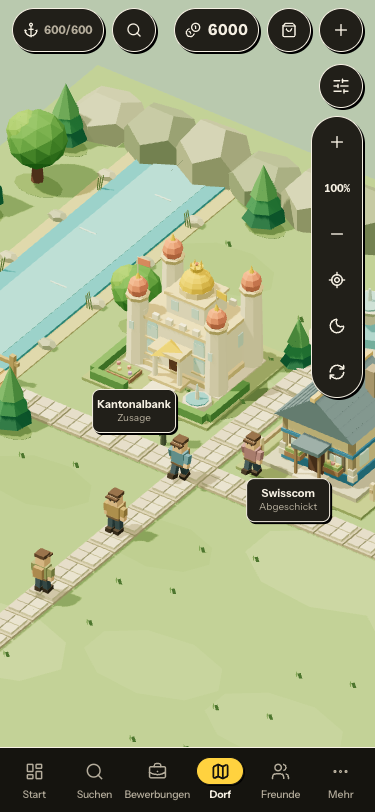 600/600
6000
100%
Kantonalbank
Zusage
Swisscom
Abgeschickt
Start
Suchen
Bewerbungen
Dorf
Freunde
Mehr